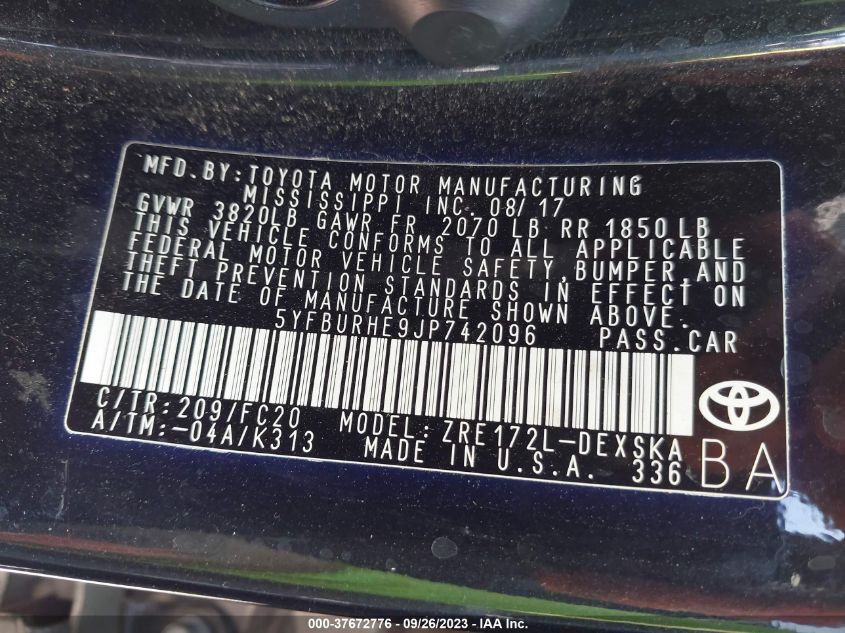 MFD.BY:TOYOTA MOTOR MANUFACTURING
MISSISSIPPI INC. 08/17
GVWR 3820LB GAWR FR 2070 LB RR 1850 LB
THIS VEHICLE CONFORMS TO ALL APPLICABLE
FEDERAL MOTOR VEHICLE SAFETY,BUMPER,AND
THEFT PREVENTION STANDARDS IN EFFECT ON
THE DATE OF MANUFACTURE SHOWN ABOVE.
5YFBURHE9JP742096 PASS.CAR
C/TR:209/FC20 MODEL:ZRE172L-DEXSKA
A/TM:-04A/K313 MADE IN U.S.A. 336
BA
000-37672776 - 09/26/2023 - IAA Inc.